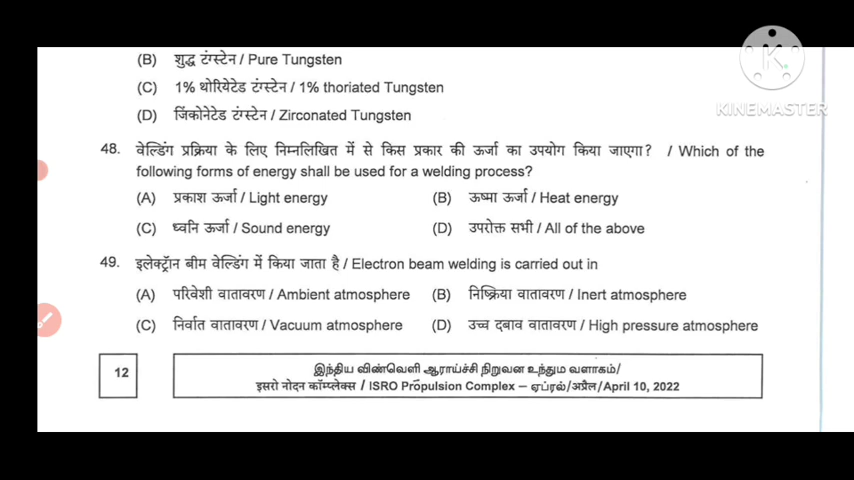 (B) शुद्ध टंग्स्टेन / Pure Tungsten
(C) 1% थोरियेटेड टंग्स्टेन / 1% thoriated Tungsten
(D) जिंकोनेटेड टंग्स्टेन / Zirconated Tungsten
48. वेल्डिंग प्रक्रिया के लिए निम्नलिखित में से किस प्रकार की ऊर्जा का उपयोग किया जाएगा? / Which of the
following forms of energy shall be used for a welding process?
(A) प्रकाश ऊर्जा / Light energy (B) ऊष्मा ऊर्जा / Heat energy
(C) ध्वनि ऊर्जा / Sound energy (D) उपरोक्त सभी / All of the above
49. इलेक्ट्रॉन बीम वेल्डिंग में किया जाता है / Electron beam welding is carried out in
(A) परिवेशी वातावरण / Ambient atmosphere (B) निष्क्रिया वातावरण / Inert atmosphere
(C) निर्वात वातावरण / Vacuum atmosphere (D) उच्च दबाव वातावरण / High pressure atmosphere
12
இந்திய விண்வெளி ஆராய்ச்சி நிறுவன உந்தும வளாகம்/
इसरो नोदन कॉम्प्लेक्स / ISRO Propulsion Complex – ஏப்ரல்/अप्रैल/April 10, 2022
K
KINEMASTER